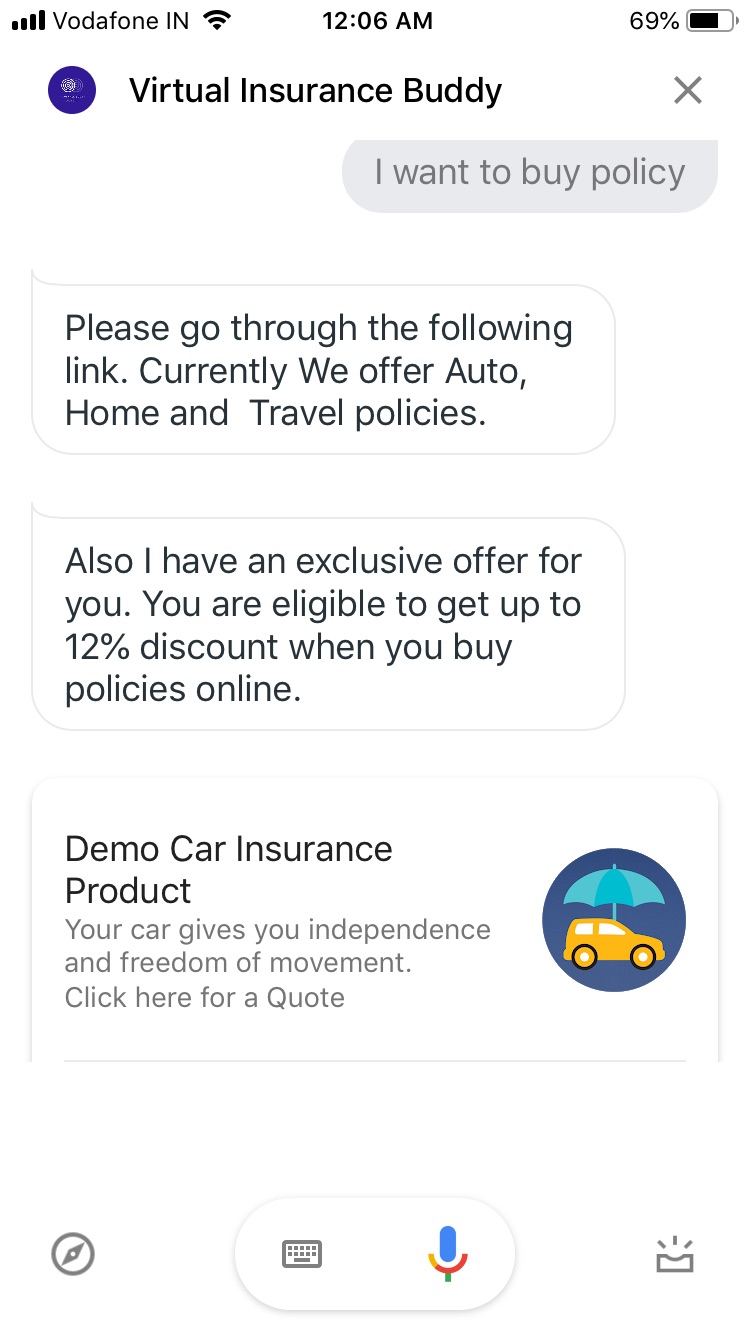 Vodafone IN 12:06 AM 69%
Virtual Insurance Buddy
I want to buy policy
Please go through the following
link. Currently We offer Auto,
Home and  Travel policies.
Also I have an exclusive offer for
you. You are eligible to get up to
12% discount when you buy
policies online.
Demo Car Insurance
Product
Your car gives you independence
and freedom of movement.
Click here for a Quote